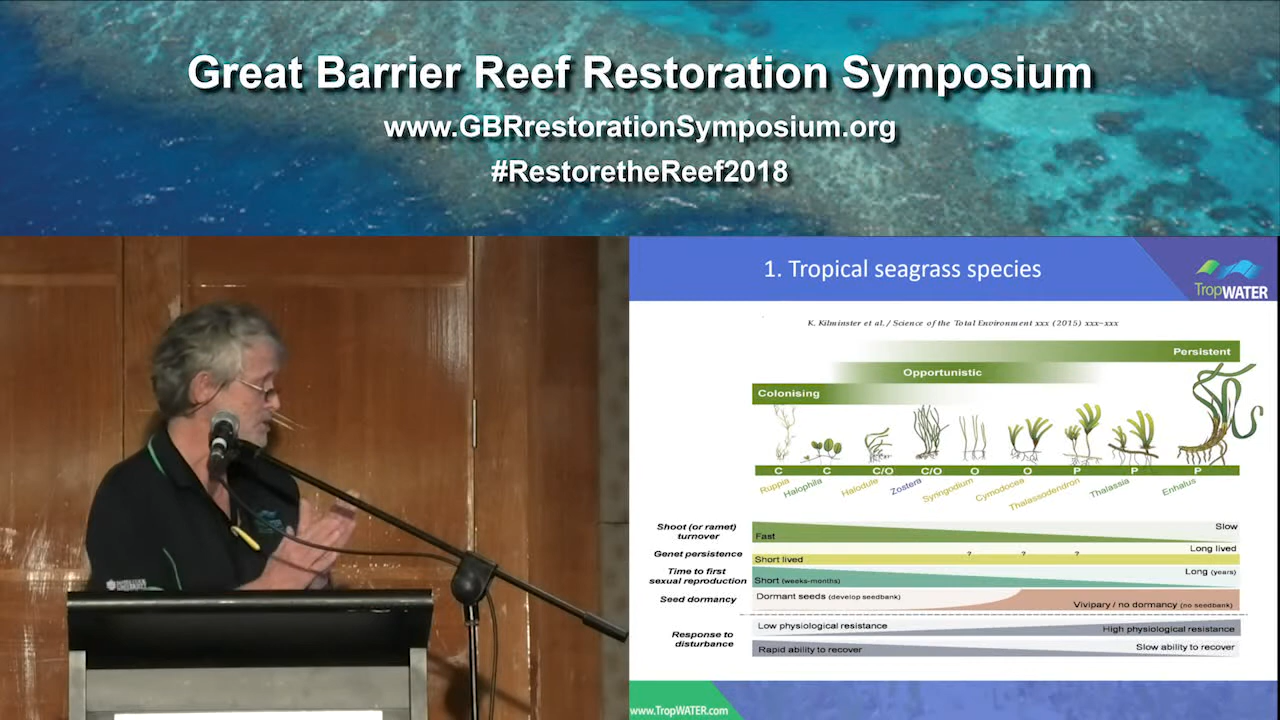 Great Barrier Reef Restoration Symposium
www.GBRrestorationSymposium.org
#RestoretheReef2018
1. Tropical seagrass species
TropWATER
K. Kilminster et al. / Science of the Total Environment xxx (2015) xxx–xxx
Persistent
Opportunistic
Colonising
C C C/O C/O O O P P P
Ruppia Halophila Halodule Zostera Syringodium Cymodocea Thalassodendron Thalassia Enhalus
Shoot (or ramet) turnover
Fast
Slow
Genet persistence
Short lived
? ? ?
Long lived
Time to first sexual reproduction
Short (weeks-months)
Long (years)
Seed dormancy
Dormant seeds (develop seedbank)
Vivipary / no dormancy (no seedbank)
Response to disturbance
Low physiological resistance
High physiological resistance
Rapid ability to recover
Slow ability to recover
www.TropWATER.com